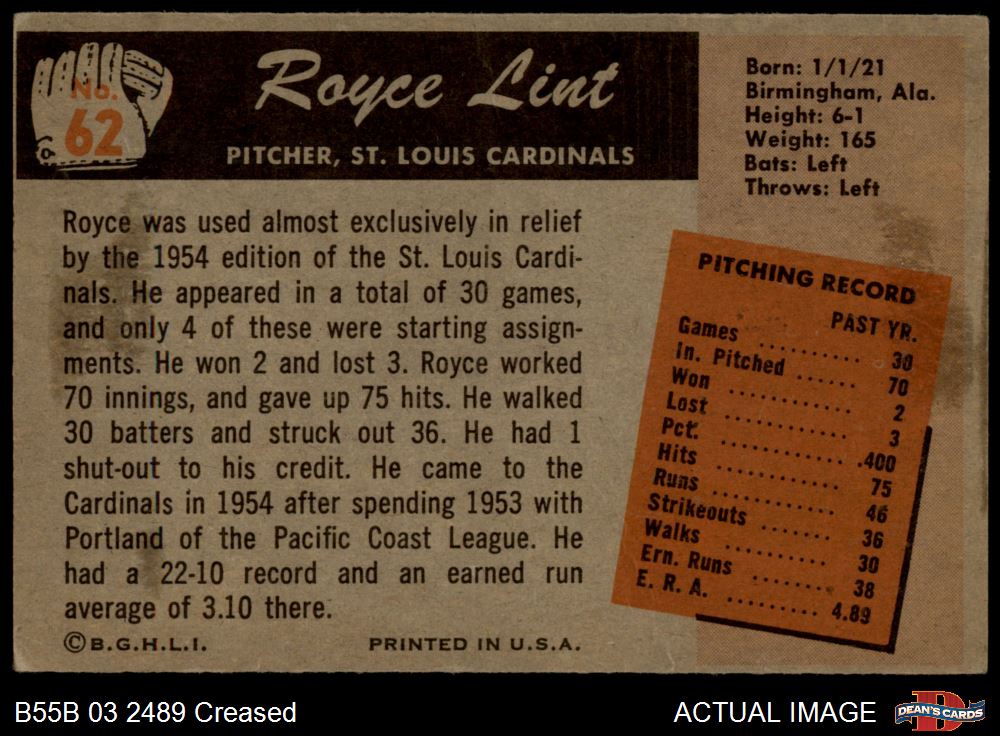 No.
62
Royce Lint
PITCHER, ST. LOUIS CARDINALS
Born: 1/1/21
Birmingham, Ala.
Height: 6-1
Weight: 165
Bats: Left
Throws: Left
Royce was used almost exclusively in relief
by the 1954 edition of the St. Louis Cardi-
nals. He appeared in a total of 30 games,
and only 4 of these were starting assign-
ments. He won 2 and lost 3. Royce worked
70 innings, and gave up 75 hits. He walked
30 batters and struck out 36. He had 1
shut-out to his credit. He came to the
Cardinals in 1954 after spending 1953 with
Portland of the Pacific Coast League. He
had a 22-10 record and an earned run
average of 3.10 there.
©B.G.H.L.I. PRINTED IN U.S.A.
PITCHING RECORD
PAST YR.
Games .......... 30
In. Pitched ...... 70
Won ............ 2
Lost ............ 3
Pct. ............ .400
Hits ............ 75
Runs ............ 46
Strikeouts ...... 36
Walks .......... 30
Ern. Runs ........ 38
E. R. A. ......... 4.89
B55B 03 2489 Creased
ACTUAL IMAGE
D
DEAN'S CARDS